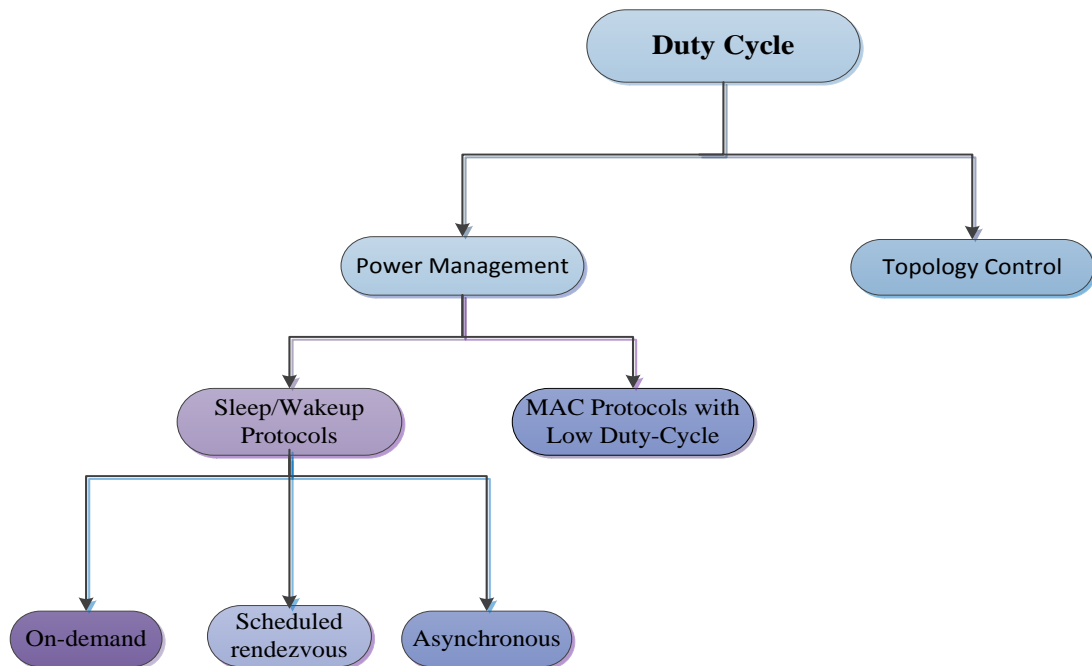 Duty Cycle
Power Management
Topology Control
Sleep/Wakeup
Protocols
MAC Protocols with
Low Duty-Cycle
On-demand
Scheduled
rendezvous
Asynchronous